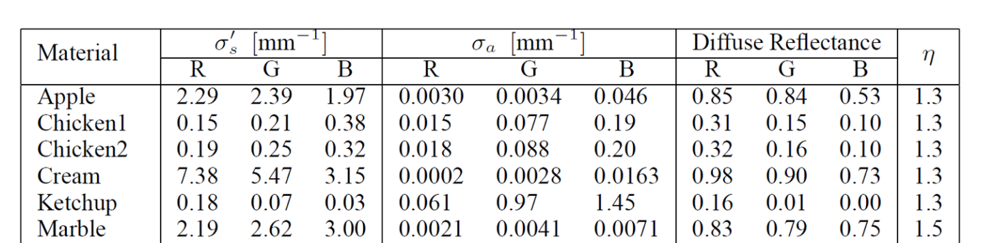 Material σ′s [mm−1] σa [mm−1] Diffuse Reflectance η
R G B R G B R G B
Apple 2.29 2.39 1.97 0.0030 0.0034 0.046 0.85 0.84 0.53 1.3
Chicken1 0.15 0.21 0.38 0.015 0.077 0.19 0.31 0.15 0.10 1.3
Chicken2 0.19 0.25 0.32 0.018 0.088 0.20 0.32 0.16 0.10 1.3
Cream 7.38 5.47 3.15 0.0002 0.0028 0.0163 0.98 0.90 0.73 1.3
Ketchup 0.18 0.07 0.03 0.061 0.97 1.45 0.16 0.01 0.00 1.3
Marble 2.19 2.62 3.00 0.0021 0.0041 0.0071 0.83 0.79 0.75 1.5